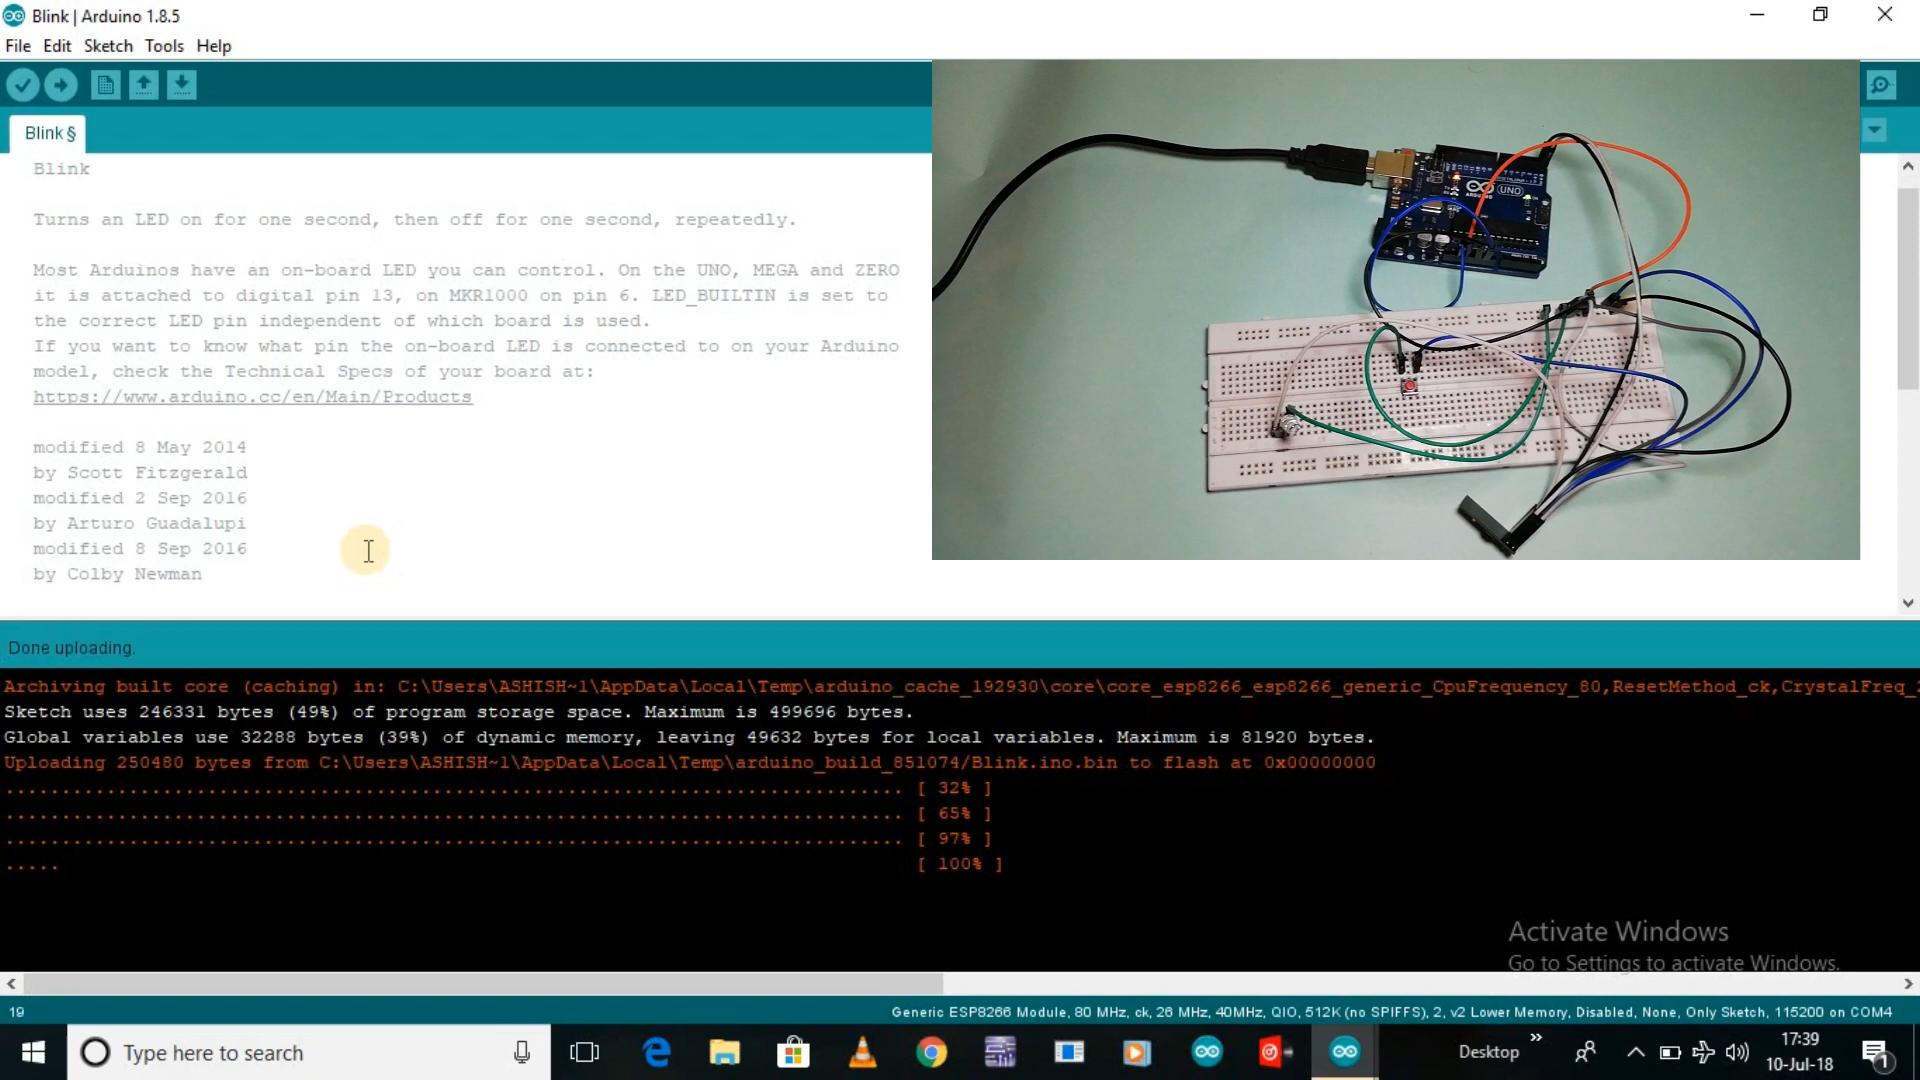 Blink | Arduino 1.8.5
File Edit Sketch Tools Help
Blink §
Blink
Turns an LED on for one second, then off for one second, repeatedly.
Most Arduinos have an on-board LED you can control. On the UNO, MEGA and ZERO
it is attached to digital pin 13, on MKR1000 on pin 6. LED_BUILTIN is set to
the correct LED pin independent of which board is used.
If you want to know what pin the on-board LED is connected to on your Arduino
model, check the Technical Specs of your board at:
https://www.arduino.cc/en/Main/Products
modified 8 May 2014
by Scott Fitzgerald
modified 2 Sep 2016
by Arturo Guadalupi
modified 8 Sep 2016
by Colby Newman
UNO
Done uploading.
Archiving built core (caching) in: C:\Users\ASHISH~1\AppData\Local\Temp\arduino_cache_192930\core\core_esp8266_esp8266_generic_CpuFrequency_80,ResetMethod_ck,CrystalFreq_
Sketch uses 246331 bytes (49%) of program storage space. Maximum is 499696 bytes.
Global variables use 32288 bytes (39%) of dynamic memory, leaving 49632 bytes for local variables. Maximum is 81920 bytes.
Uploading 250480 bytes from C:\Users\ASHISH~1\AppData\Local\Temp\arduino_build_851074/Blink.ino.bin to flash at 0x00000000
................................................................................ [ 32% ]
................................................................................ [ 65% ]
................................................................................ [ 97% ]
..... [ 100% ]
Activate Windows
Go to Settings to activate Windows.
19
Generic ESP8266 Module, 80 MHz, ck, 26 MHz, 40MHz, QIO, 512K (no SPIFFS), 2, v2 Lower Memory, Disabled, None, Only Sketch, 115200 on COM4
Type here to search
Desktop
17:39
10-Jul-18
1